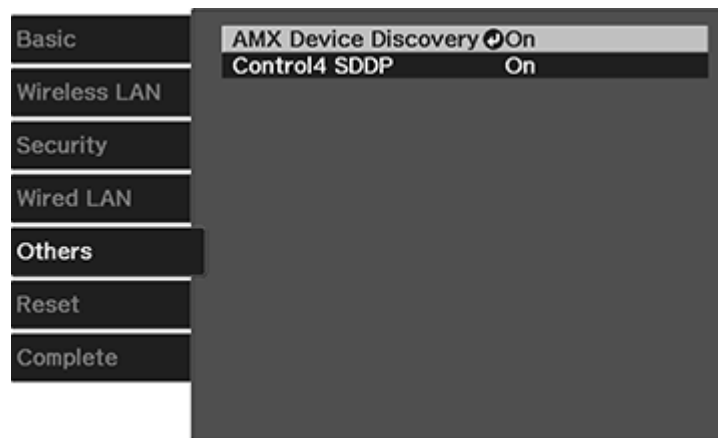 Basic
Wireless LAN
Security
Wired LAN
Others
Reset
Complete
AMX Device Discovery On
Control4 SDDP On